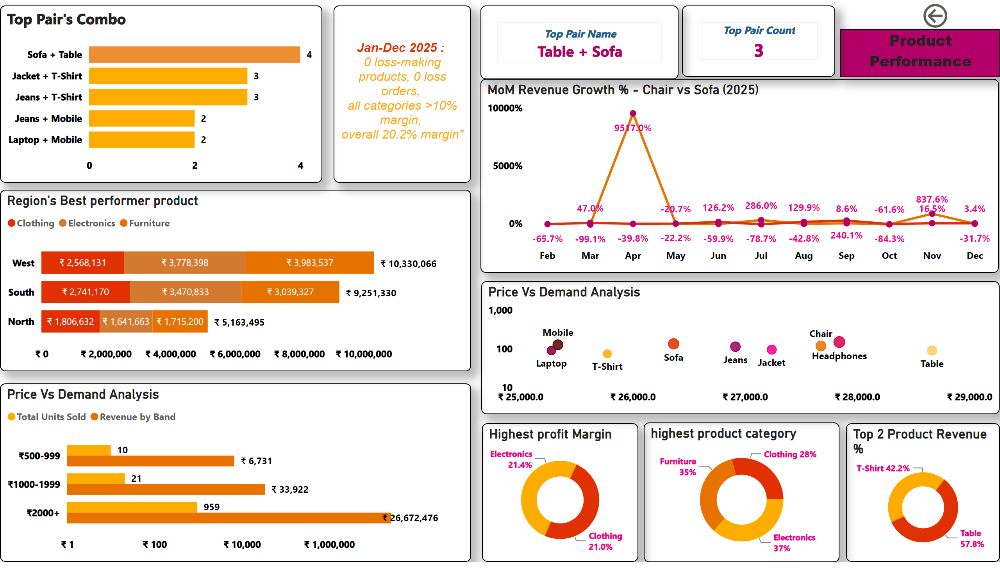 Top Pair's Combo
Sofa + Table
4
Jacket + T-Shirt
3
Jeans + T-Shirt
3
Jeans + Mobile
2
Laptop + Mobile
2
0 2 4
Jan-Dec 2025 :
0 loss-making
products, 0 loss
orders,
all categories >10%
margin,
overall 20.2% margin"
Top Pair Name
Table + Sofa
Top Pair Count
3
Product
Performance
MoM Revenue Growth % - Chair vs Sofa (2025)
10000%
5000%
0%
9517.0%
837.6%
47.0% -20.7% 126.2% 286.0% 129.9% 8.6% -61.6% 16.5% 3.4%
-65.7% -99.1% -39.8% -22.2% -59.9% -78.7% -42.8% 240.1% -84.3% -31.7%
Feb Mar Apr May Jun Jul Aug Sep Oct Nov Dec
Region's Best performer product
Clothing Electronics Furniture
West ₹ 2,568,131 ₹ 3,778,398 ₹ 3,983,537 ₹ 10,330,066
South ₹ 2,741,170 ₹ 3,470,833 ₹ 3,039,327 ₹ 9,251,330
North ₹ 1,806,632 ₹ 1,641,663 ₹ 1,715,200 ₹ 5,163,495
₹ 0 ₹ 2,000,000 ₹ 4,000,000 ₹ 6,000,000 ₹ 8,000,000 ₹ 10,000,000
Price Vs Demand Analysis
1,000
100
10
Mobile
Laptop
T-Shirt
Sofa
Jeans
Jacket
Chair
Headphones
Table
₹ 25,000.0 ₹ 26,000.0 ₹ 27,000.0 ₹ 28,000.0 ₹ 29,000.0
Price Vs Demand Analysis
Total Units Sold Revenue by Band
₹500-999
10
₹ 6,731
₹1000-1999
21
₹ 33,922
₹2000+
959
₹ 26,672,476
₹ 1 ₹ 100 ₹ 10,000 ₹ 1,000,000
Highest profit Margin
Electronics
21.4%
Clothing
21.0%
highest product category
Clothing 28%
Furniture
35%
Electronics
37%
Top 2 Product Revenue
%
T-Shirt 42.2%
Table
57.8%